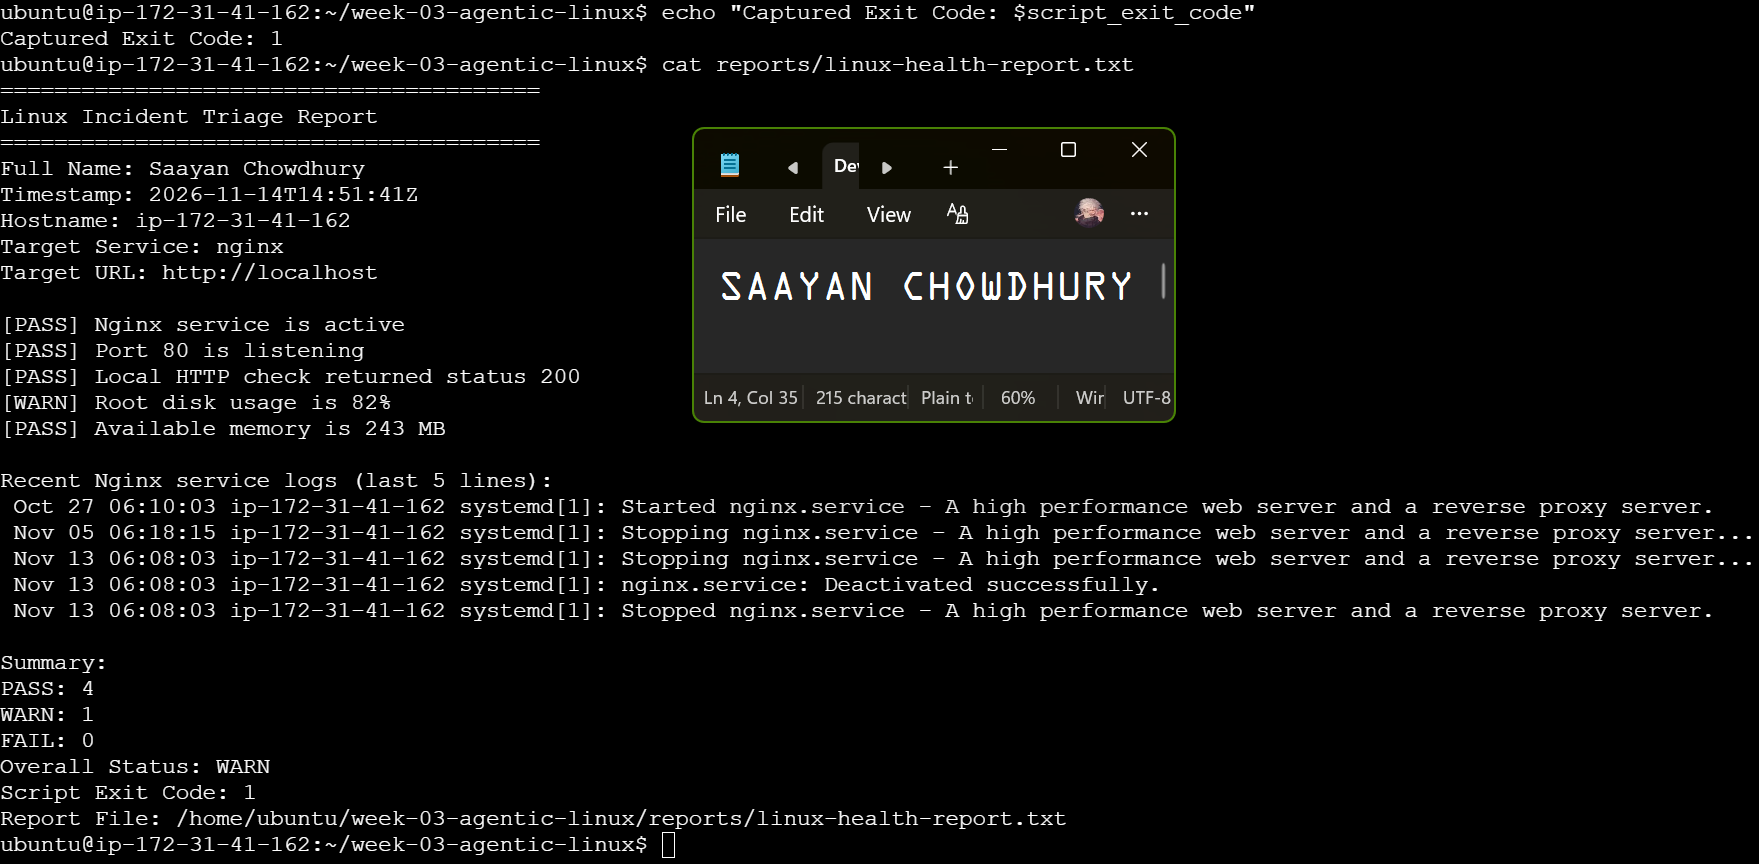 ubuntu@ip-172-31-41-162:~/week-03-agentic-linux$ echo "Captured Exit Code: $script_exit_code"
Captured Exit Code: 1
ubuntu@ip-172-31-41-162:~/week-03-agentic-linux$ cat reports/linux-health-report.txt
========================================
Linux Incident Triage Report
========================================
Full Name: Saayan Chowdhury
Timestamp: 2026-11-14T14:51:41Z
Hostname: ip-172-31-41-162
Target Service: nginx
Target URL: http://localhost
[PASS] Nginx service is active
[PASS] Port 80 is listening
[PASS] Local HTTP check returned status 200
[WARN] Root disk usage is 82%
[PASS] Available memory is 243 MB
Recent Nginx service logs (last 5 lines):
Oct 27 06:10:03 ip-172-31-41-162 systemd[1]: Started nginx.service - A high performance web server and a reverse proxy server.
Nov 05 06:18:15 ip-172-31-41-162 systemd[1]: Stopping nginx.service - A high performance web server and a reverse proxy server...
Nov 13 06:08:03 ip-172-31-41-162 systemd[1]: Stopping nginx.service - A high performance web server and a reverse proxy server...
Nov 13 06:08:03 ip-172-31-41-162 systemd[1]: nginx.service: Deactivated successfully.
Nov 13 06:08:03 ip-172-31-41-162 systemd[1]: Stopped nginx.service - A high performance web server and a reverse proxy server.
Summary:
PASS: 4
WARN: 1
FAIL: 0
Overall Status: WARN
Script Exit Code: 1
Report File: /home/ubuntu/week-03-agentic-linux/reports/linux-health-report.txt
ubuntu@ip-172-31-41-162:~/week-03-agentic-linux$
Dev
File Edit View
SAAYAN CHOWDHURY
Ln 4, Col 35 215 charact Plain t 60% Wir UTF-8